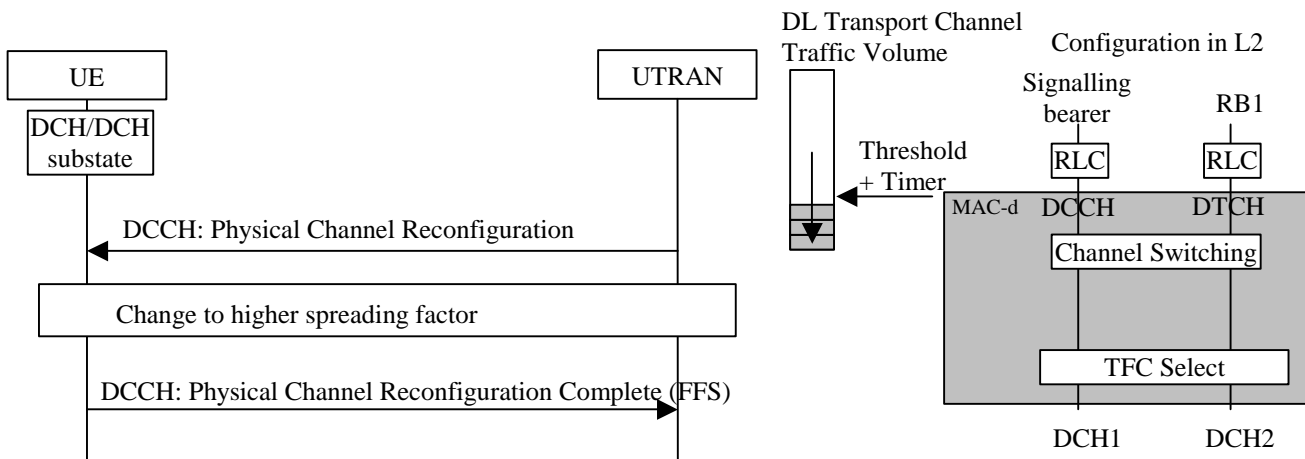 DL Transport Channel
Traffic Volume
Configuration in L2
UE
UTRAN
Signalling
bearer
RB1
DCH/DCH
substate
Threshold
+ Timer
RLC
RLC
MAC-d
DCCH
DTCH
DCCH: Physical Channel Reconfiguration
Channel Switching
Change to higher spreading factor
TFC Select
DCCH: Physical Channel Reconfiguration Complete (FFS)
DCH1
DCH2